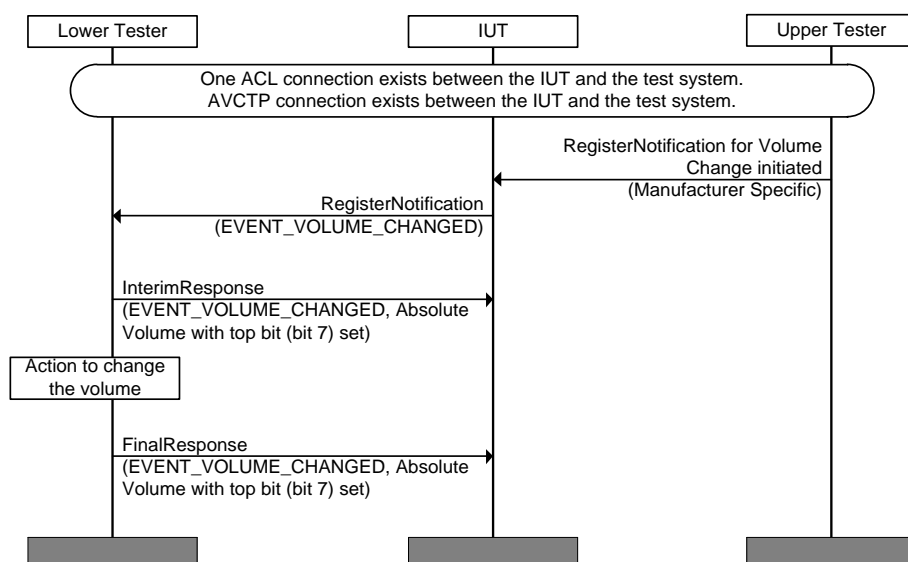 Lower Tester
IUT
Upper Tester
One ACL connection exists between the IUT and the test system.
AVCTP connection exists between the IUT and the test system.
RegisterNotification for Volume
Change initiated
(Manufacturer Specific)
RegisterNotification
(EVENT_VOLUME_CHANGED)
InterimResponse
(EVENT_VOLUME_CHANGED, Absolute
Volume with top bit (bit 7) set)
Action to change
the volume
FinalResponse
(EVENT_VOLUME_CHANGED, Absolute
Volume with top bit (bit 7) set)